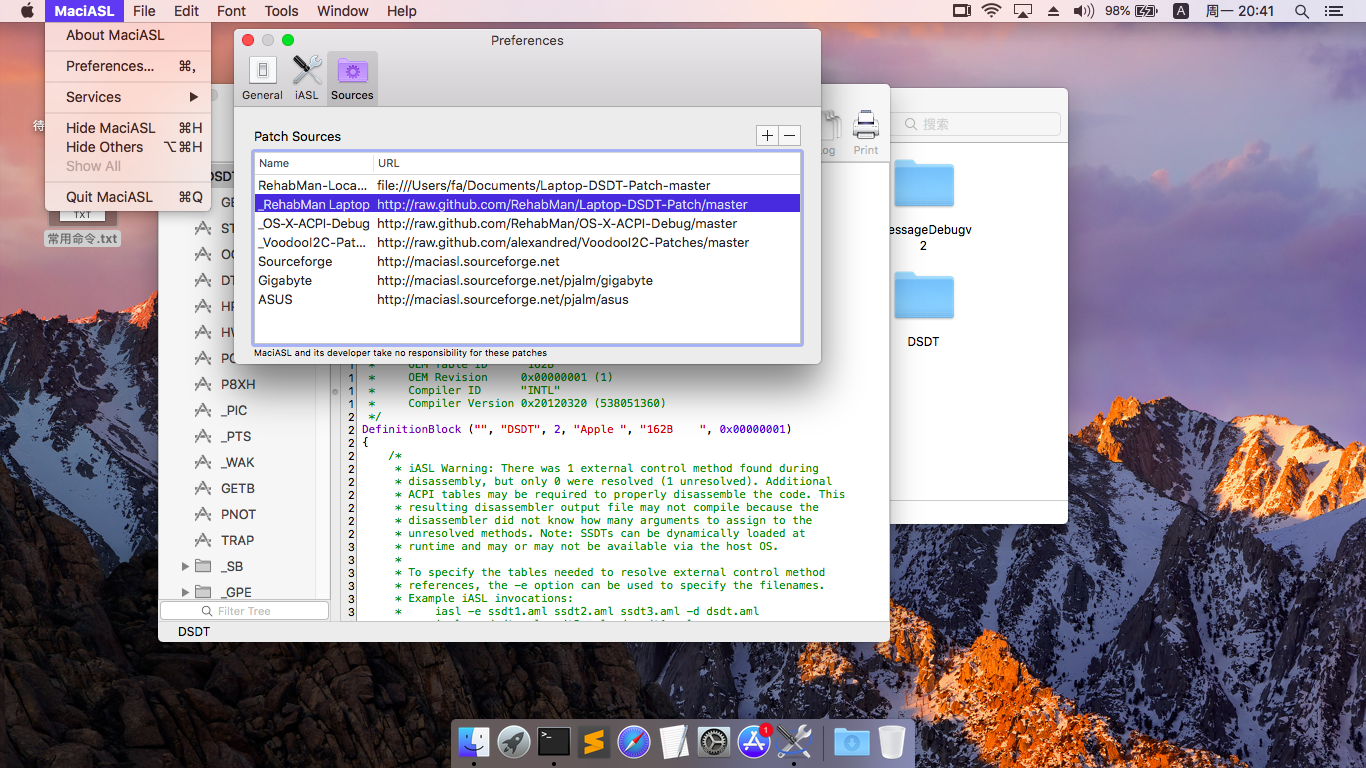 MaciASL File Edit Font Tools Window Help 98% A 周一 20:41
About MaciASL
Preferences... ⌘,
Services ▶
Hide MaciASL ⌘H
Hide Others ⌥⌘H
Show All
Quit MaciASL ⌘Q
TXT
常用命令.txt
待
Preferences
General iASL Sources
Patch Sources
+ −
Name URL
RehabMan-Loca... file:///Users/fa/Documents/Laptop-DSDT-Patch-master
_RehabMan Laptop http://raw.github.com/RehabMan/Laptop-DSDT-Patch/master
_OS-X-ACPI-Debug http://raw.github.com/RehabMan/OS-X-ACPI-Debug/master
_VoodooI2C-Pat... http://raw.github.com/alexandred/VoodooI2C-Patches/master
Sourceforge http://maciasl.sourceforge.net
Gigabyte http://maciasl.sourceforge.net/pjalm/gigabyte
ASUS http://maciasl.sourceforge.net/pjalm/asus
MaciASL and its developer take no responsibility for these patches
og Print
搜索
essageDebugv
2
DSDT
DSDT
P8XH
_PIC
_PTS
_WAK
GETB
PNOT
TRAP
_SB
_GPE
Filter Tree
DSDT
1 * OEM Table ID "162B
1 * OEM Revision 0x00000001 (1)
1 * Compiler ID "INTL"
1 * Compiler Version 0x20120320 (538051360)
2 */
2 DefinitionBlock ("", "DSDT", 2, "Apple ", "162B    ", 0x00000001)
2 {
2 /*
2 * iASL Warning: There was 1 external control method found during
2 * disassembly, but only 0 were resolved (1 unresolved). Additional
2 * ACPI tables may be required to properly disassemble the code. This
2 * resulting disassembler output file may not compile because the
2 * disassembler did not know how many arguments to assign to the
2 * unresolved methods. Note: SSDTs can be dynamically loaded at
3 * runtime and may or may not be available via the host OS.
3 *
3 * To specify the tables needed to resolve external control method
3 * references, the -e option can be used to specify the filenames.
3 * Example iASL invocations:
3 * iasl -e ssdt1.aml ssdt2.aml ssdt3.aml -d dsdt.aml
1